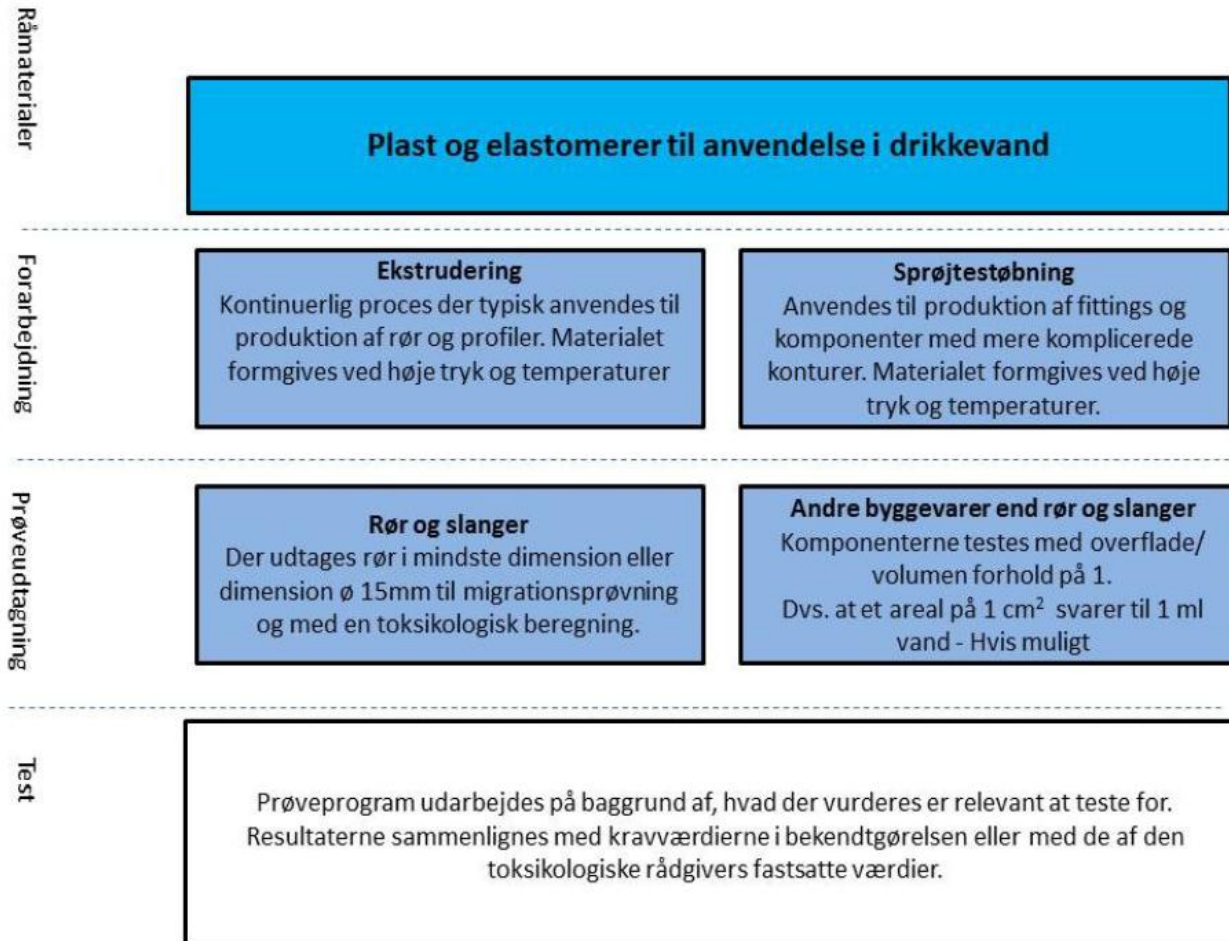 Råmaterialer
Plast og elastomerer til anvendelse i drikkevand
Forarbejdning
Ekstrudering
Kontinuerlig proces der typisk anvendes til
produktion af rør og profiler. Materialet
formgives ved høje tryk og temperaturer
Sprøjtestøbning
Anvendes til produktion af fittings og
komponenter med mere komplicerede
konturer. Materialet formgives ved høje
tryk og temperaturer.
Prøveudtagning
Rør og slanger
Der udtages rør i mindste dimension eller
dimension ø 15mm til migrationsprøvning
og med en toksikologisk beregning.
Andre byggevarer end rør og slanger
Komponenterne testes med overflade/
volumen forhold på 1.
Dvs. at et areal på 1 cm² svarer til 1 ml
vand - Hvis muligt
Test
Prøveprogram udarbejdes på baggrund af, hvad der vurderes er relevant at teste for.
Resultaterne sammenlignes med kravværdierne i bekendtgørelsen eller med de af den
toksikologiske rådgivers fastsatte værdier.